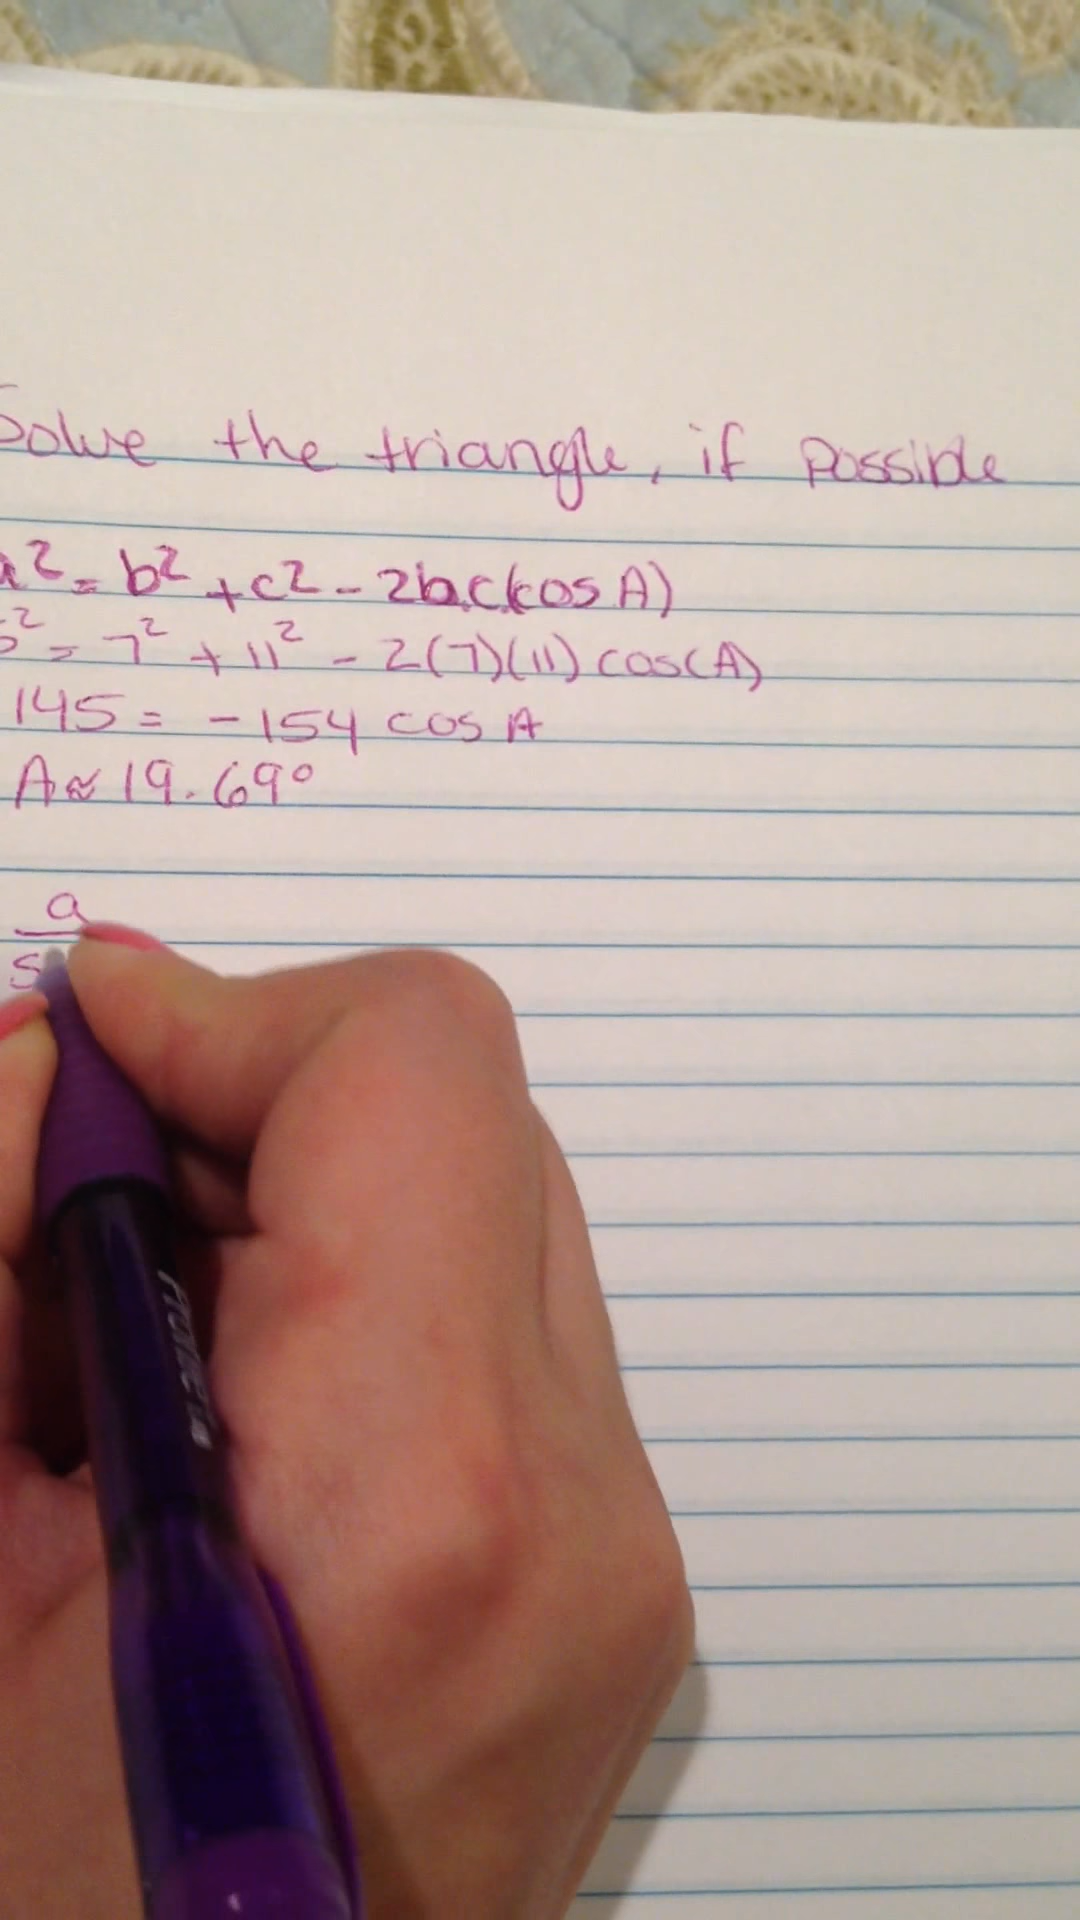 Solve the triangle, if possible
a² = b² + c² - 2bc(cos A)
5² = 7² + 11² - 2(7)(11) cos(A)
145 = -154 cos A
A ≈ 19.69°
a
s